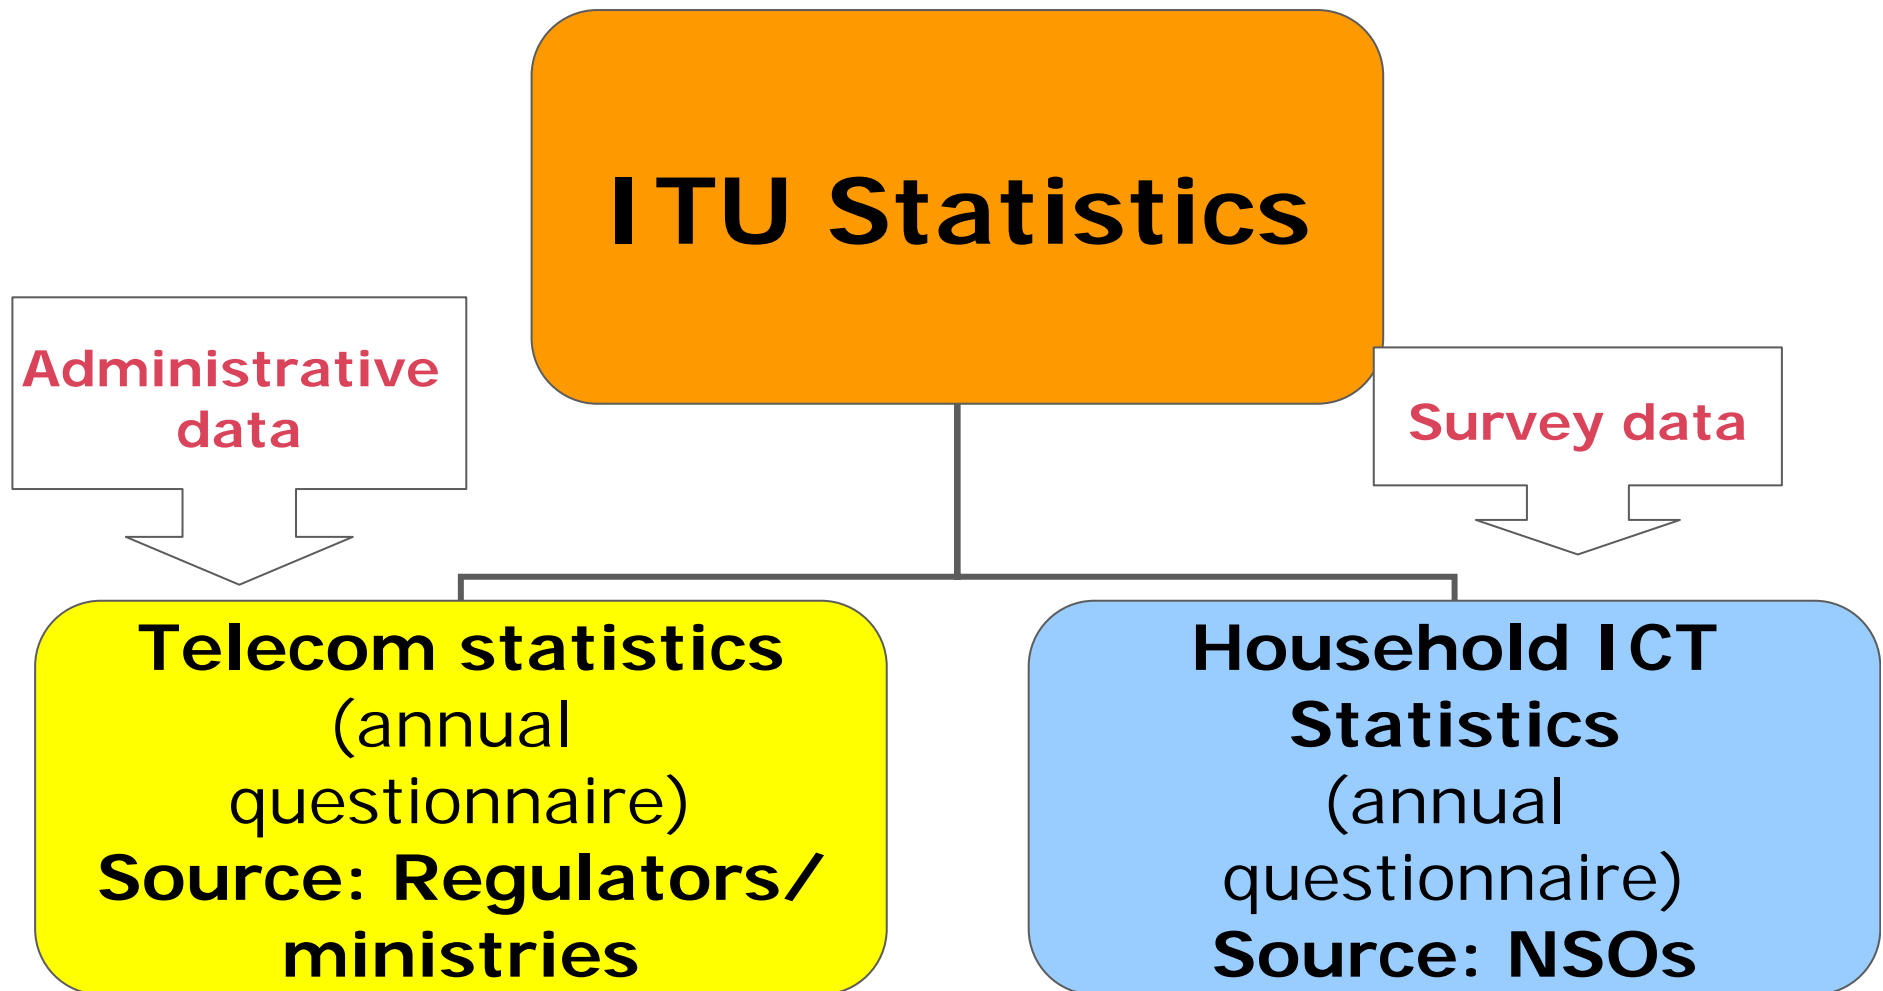 ITU Statistics
Administrative
data
Survey data
Telecom statistics
(annual
questionnaire)
Source: Regulators/
ministries
Household ICT
Statistics
(annual
questionnaire)
Source: NSOs